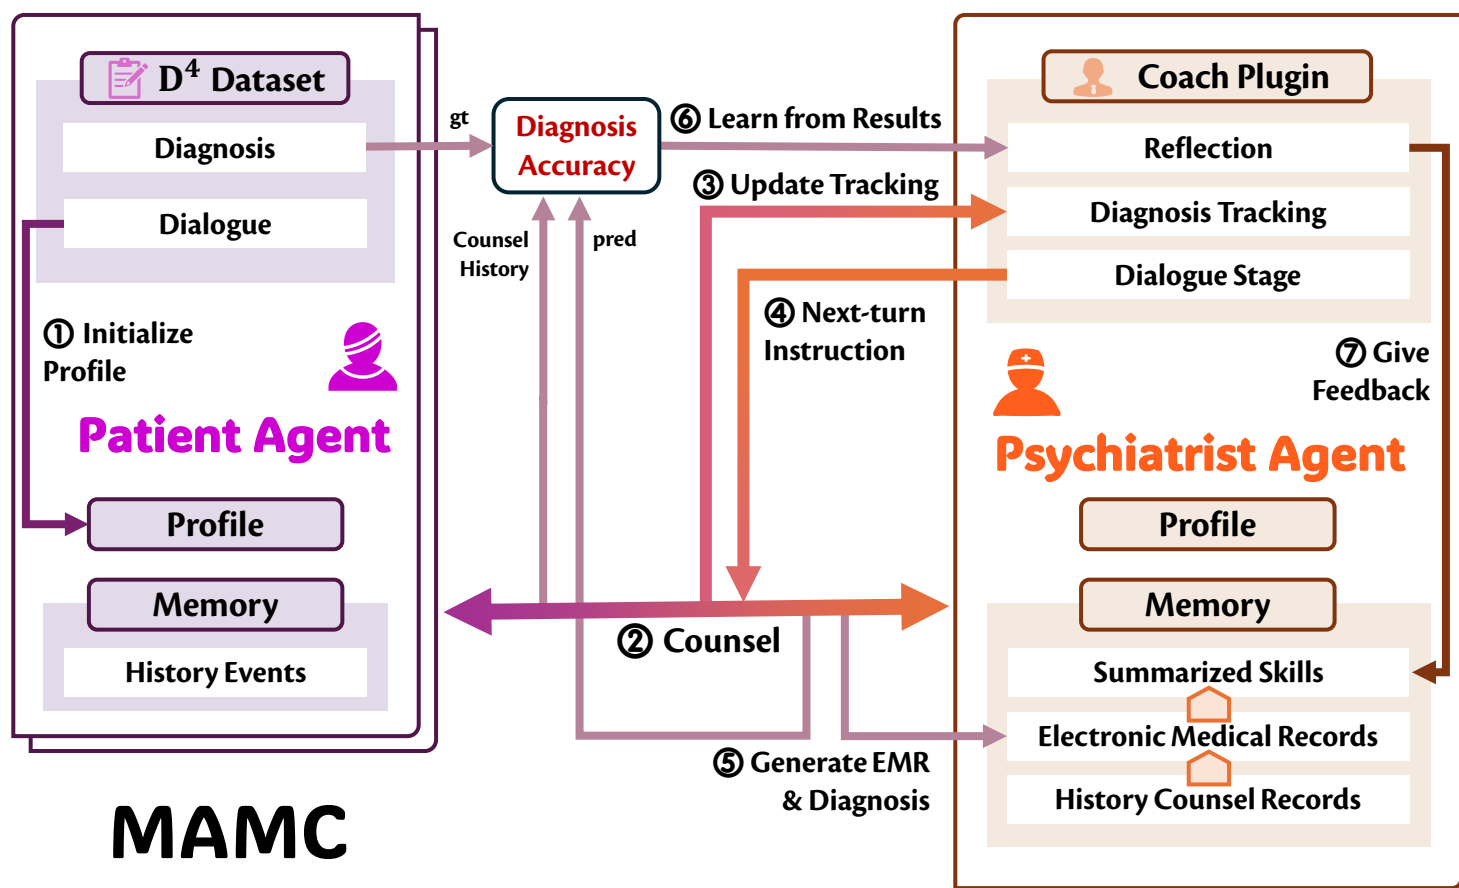 D⁴ Dataset
Diagnosis
Dialogue
① Initialize
Profile
Patient Agent
Profile
Memory
History Events
MAMC
gt
Diagnosis
Accuracy
Counsel
History
pred
⑥ Learn from Results
③ Update Tracking
④ Next-turn
Instruction
② Counsel
⑤ Generate EMR
& Diagnosis
Coach Plugin
Reflection
Diagnosis Tracking
Dialogue Stage
⑦ Give
Feedback
Psychiatrist Agent
Profile
Memory
Summarized Skills
Electronic Medical Records
History Counsel Records